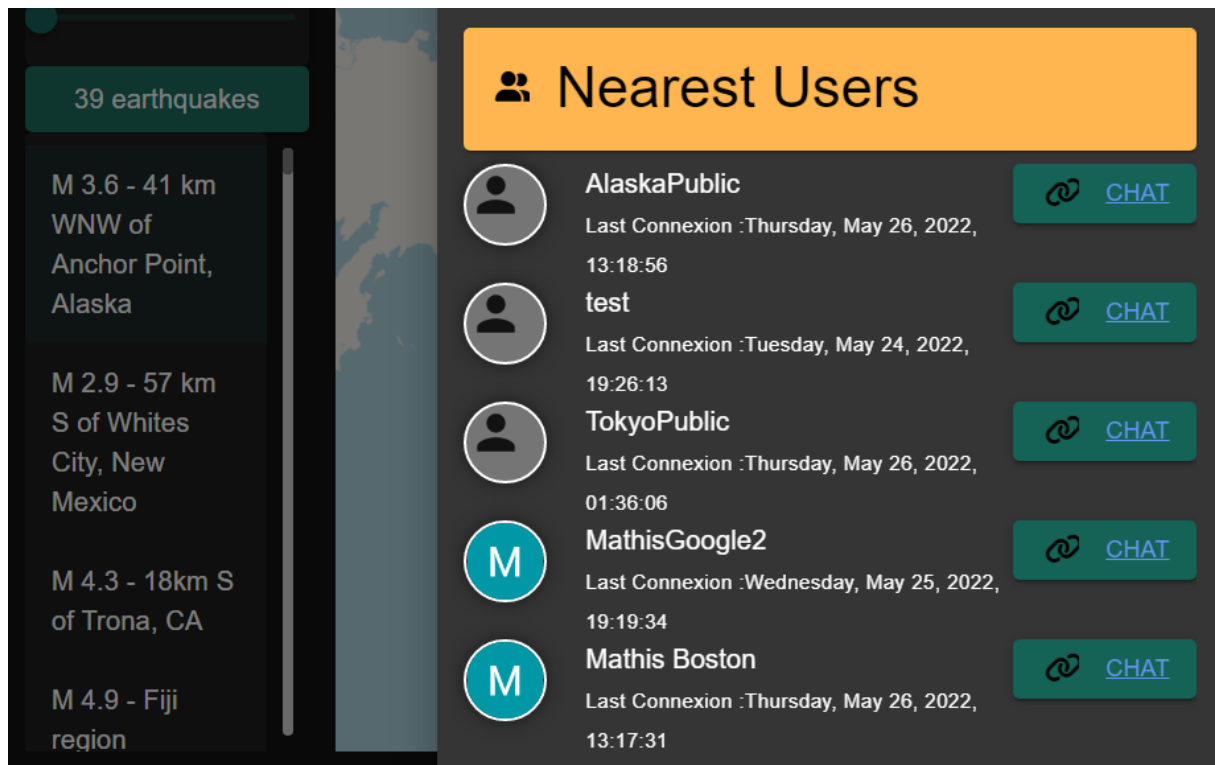 39 earthquakes
M 3.6 - 41 km
WNW of
Anchor Point,
Alaska
M 2.9 - 57 km
S of Whites
City, New
Mexico
M 4.3 - 18km S
of Trona, CA
M 4.9 - Fiji
region
Nearest Users
AlaskaPublic
Last Connexion :Thursday, May 26, 2022,
13:18:56
CHAT
test
Last Connexion :Tuesday, May 24, 2022,
19:26:13
CHAT
TokyoPublic
Last Connexion :Thursday, May 26, 2022,
01:36:06
CHAT
M
MathisGoogle2
Last Connexion :Wednesday, May 25, 2022,
19:19:34
CHAT
M
Mathis Boston
Last Connexion :Thursday, May 26, 2022,
13:17:31
CHAT